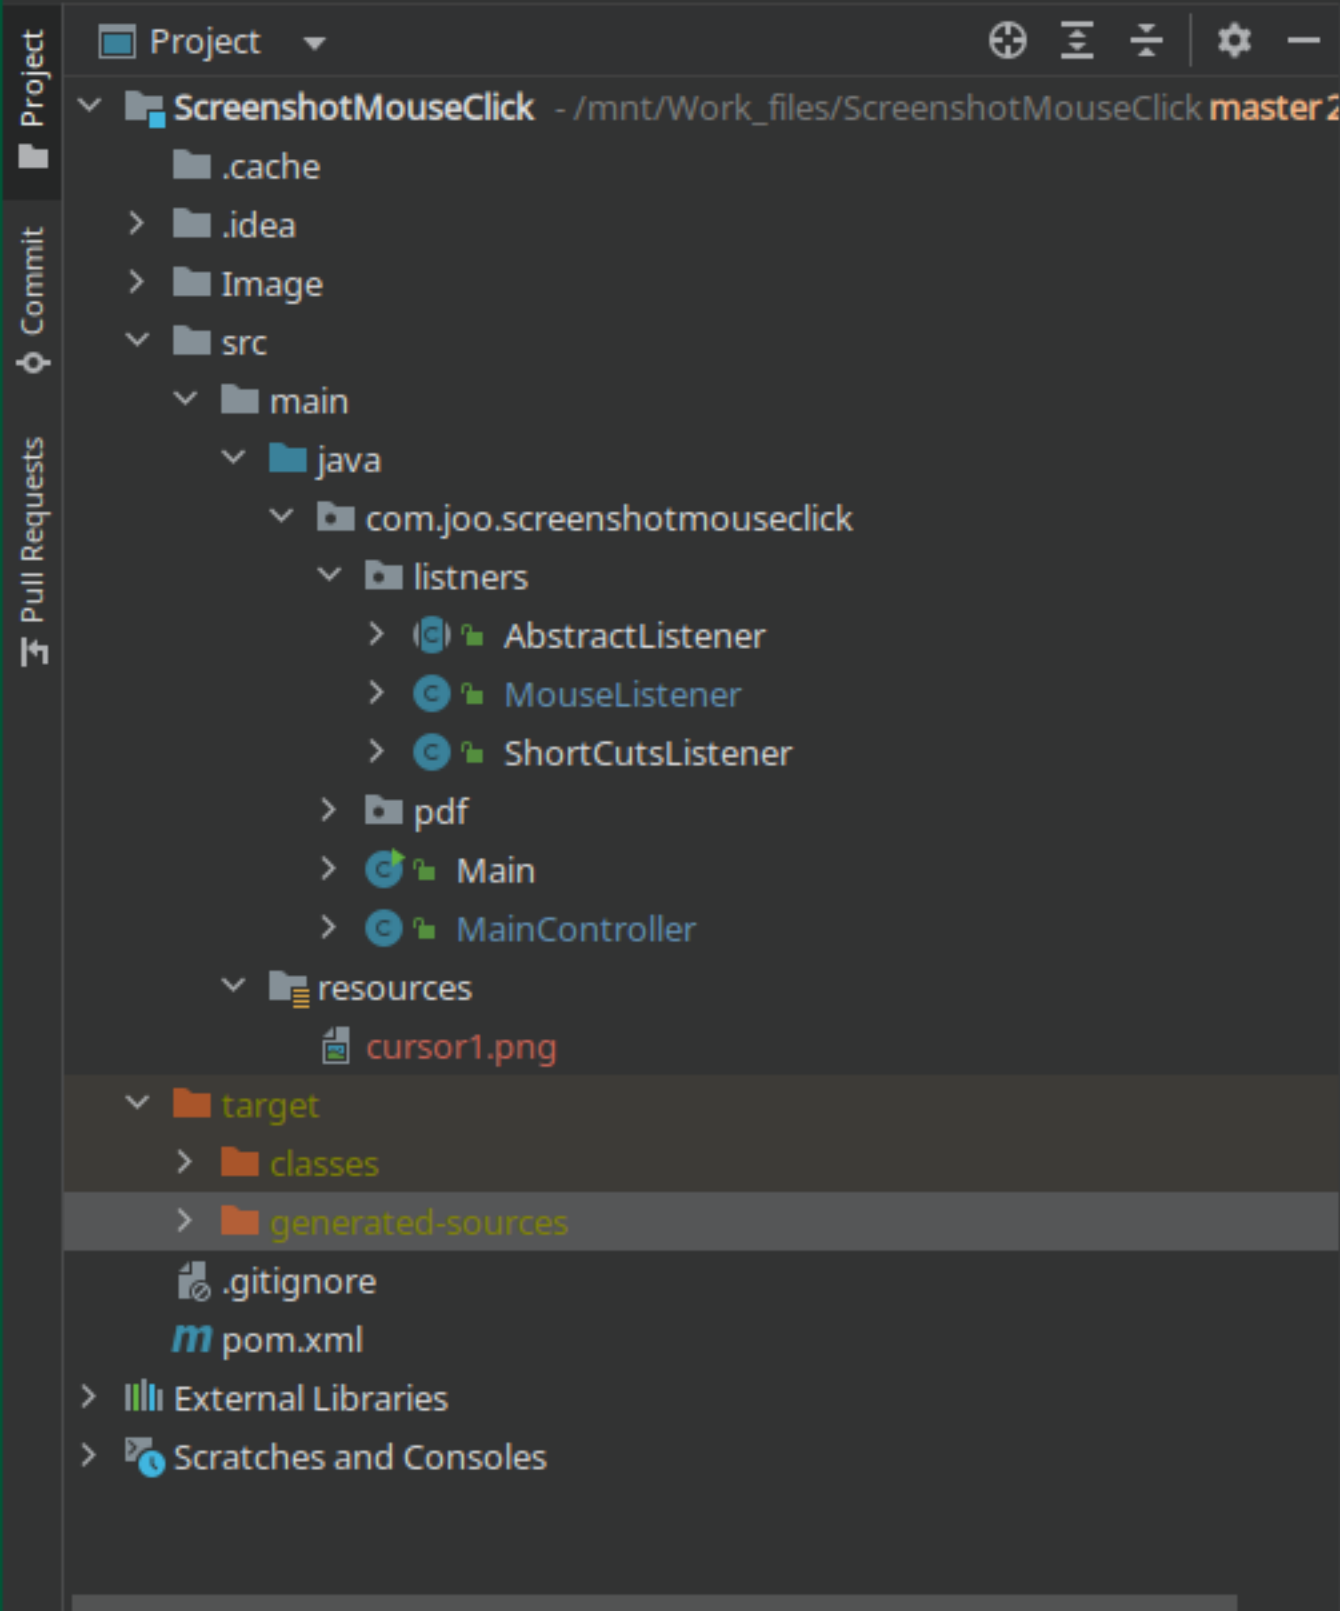 Project
Commit
Pull Requests
Project
ScreenshotMouseClick - /mnt/Work_files/ScreenshotMouseClick master 2
.cache
.idea
Image
src
main
java
com.joo.screenshotmouseclick
listners
AbstractListener
MouseListener
ShortCutsListener
pdf
Main
MainController
resources
cursor1.png
target
classes
generated-sources
.gitignore
pom.xml
External Libraries
Scratches and Consoles